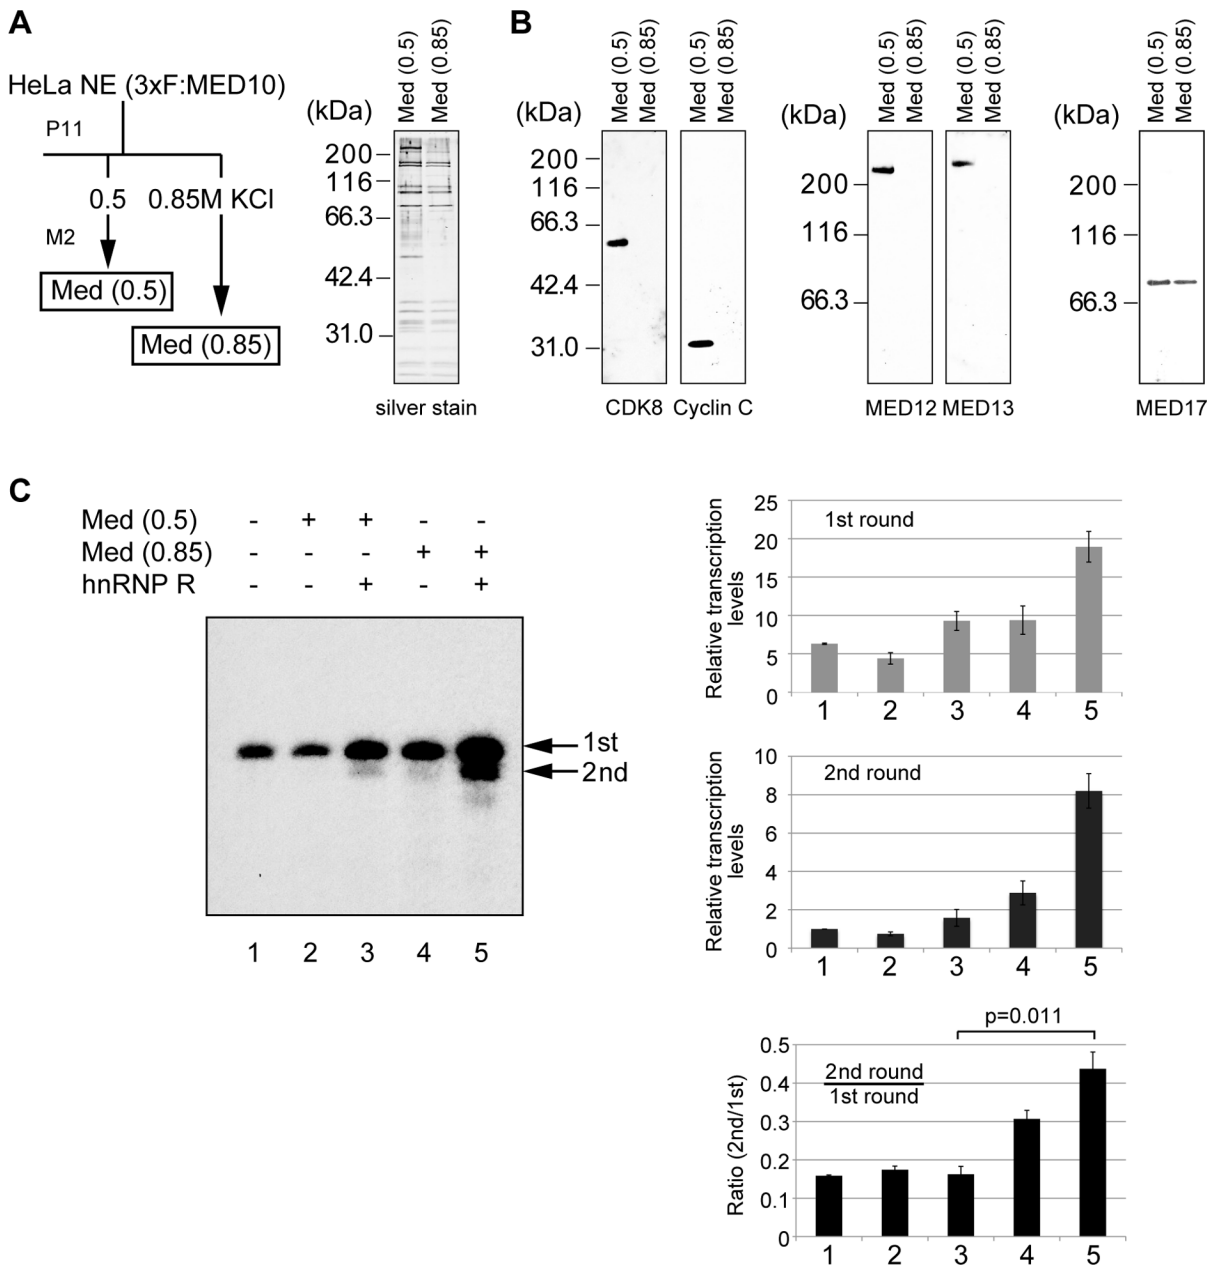 A
HeLa NE (3xF:MED10)
P11
0.5 0.85M KCl
M2
Med (0.5)
Med (0.85)
(kDa)
Med (0.5)
Med (0.85)
200
116
66.3
42.4
31.0
silver stain
B
(kDa)
Med (0.5)
Med (0.85)
Med (0.5)
Med (0.85)
200
116
66.3
42.4
31.0
CDK8 Cyclin C
(kDa)
Med (0.5)
Med (0.85)
Med (0.5)
Med (0.85)
200
116
66.3
MED12 MED13
(kDa)
Med (0.5)
Med (0.85)
200
116
66.3
MED17
C
Med (0.5) - + + - -
Med (0.85) - - - + +
hnRNP R - - + - +
1st
2nd
1 2 3 4 5
Relative transcription
levels
25
20
15
10
5
0
1st round
1 2 3 4 5
Relative transcription
levels
10
8
6
4
2
0
2nd round
1 2 3 4 5
p=0.011
Ratio (2nd/1st)
0.5
0.4
0.3
0.2
0.1
0
2nd round
1st round
1 2 3 4 5